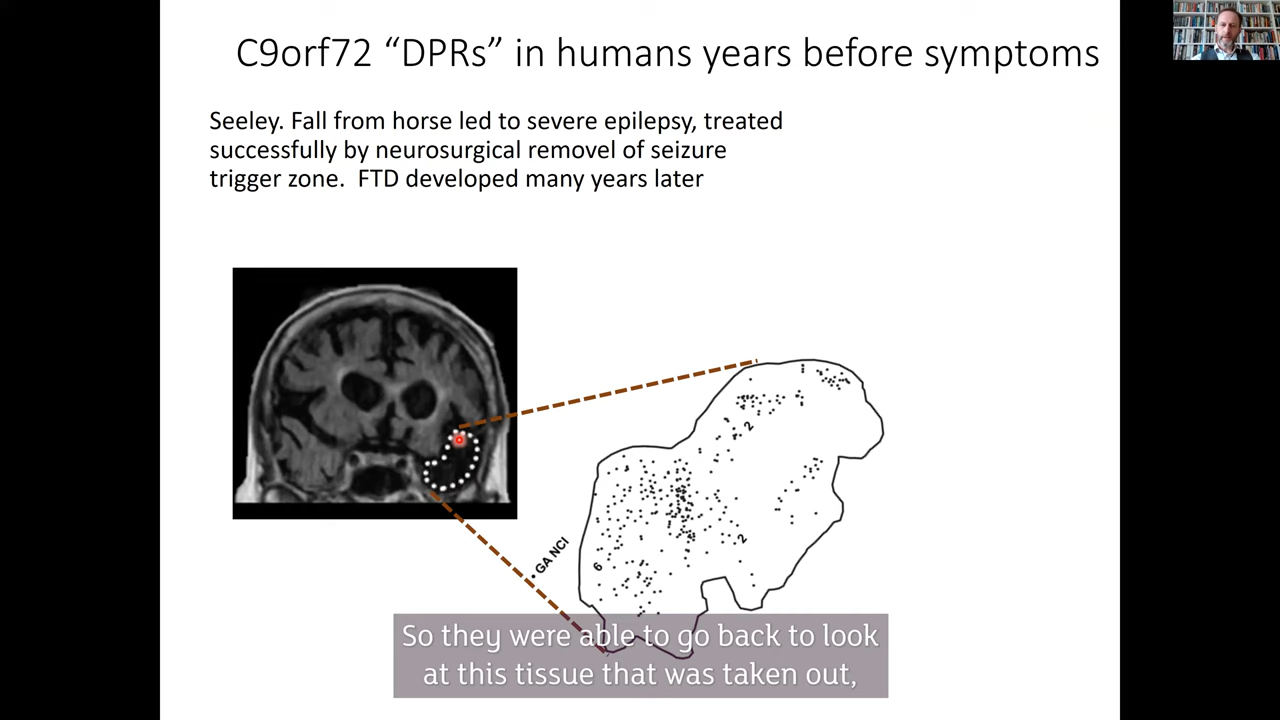 C9orf72 “DPRs” in humans years before symptoms
Seeley. Fall from horse led to severe epilepsy, treated
successfully by neurosurgical removel of seizure
trigger zone.  FTD developed many years later
2
2
• GA NCI
6
So they were able to go back to look
at this tissue that was taken out,